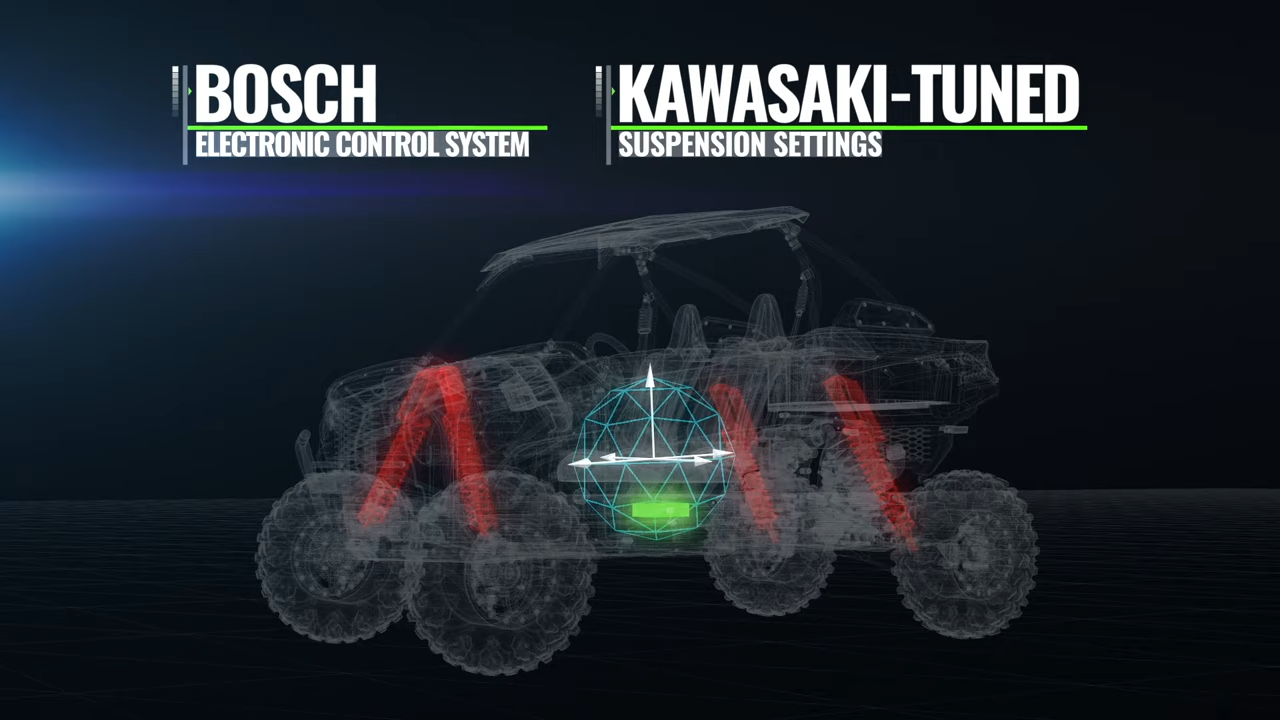 BOSCH
ELECTRONIC CONTROL SYSTEM
KAWASAKI-TUNED
SUSPENSION SETTINGS